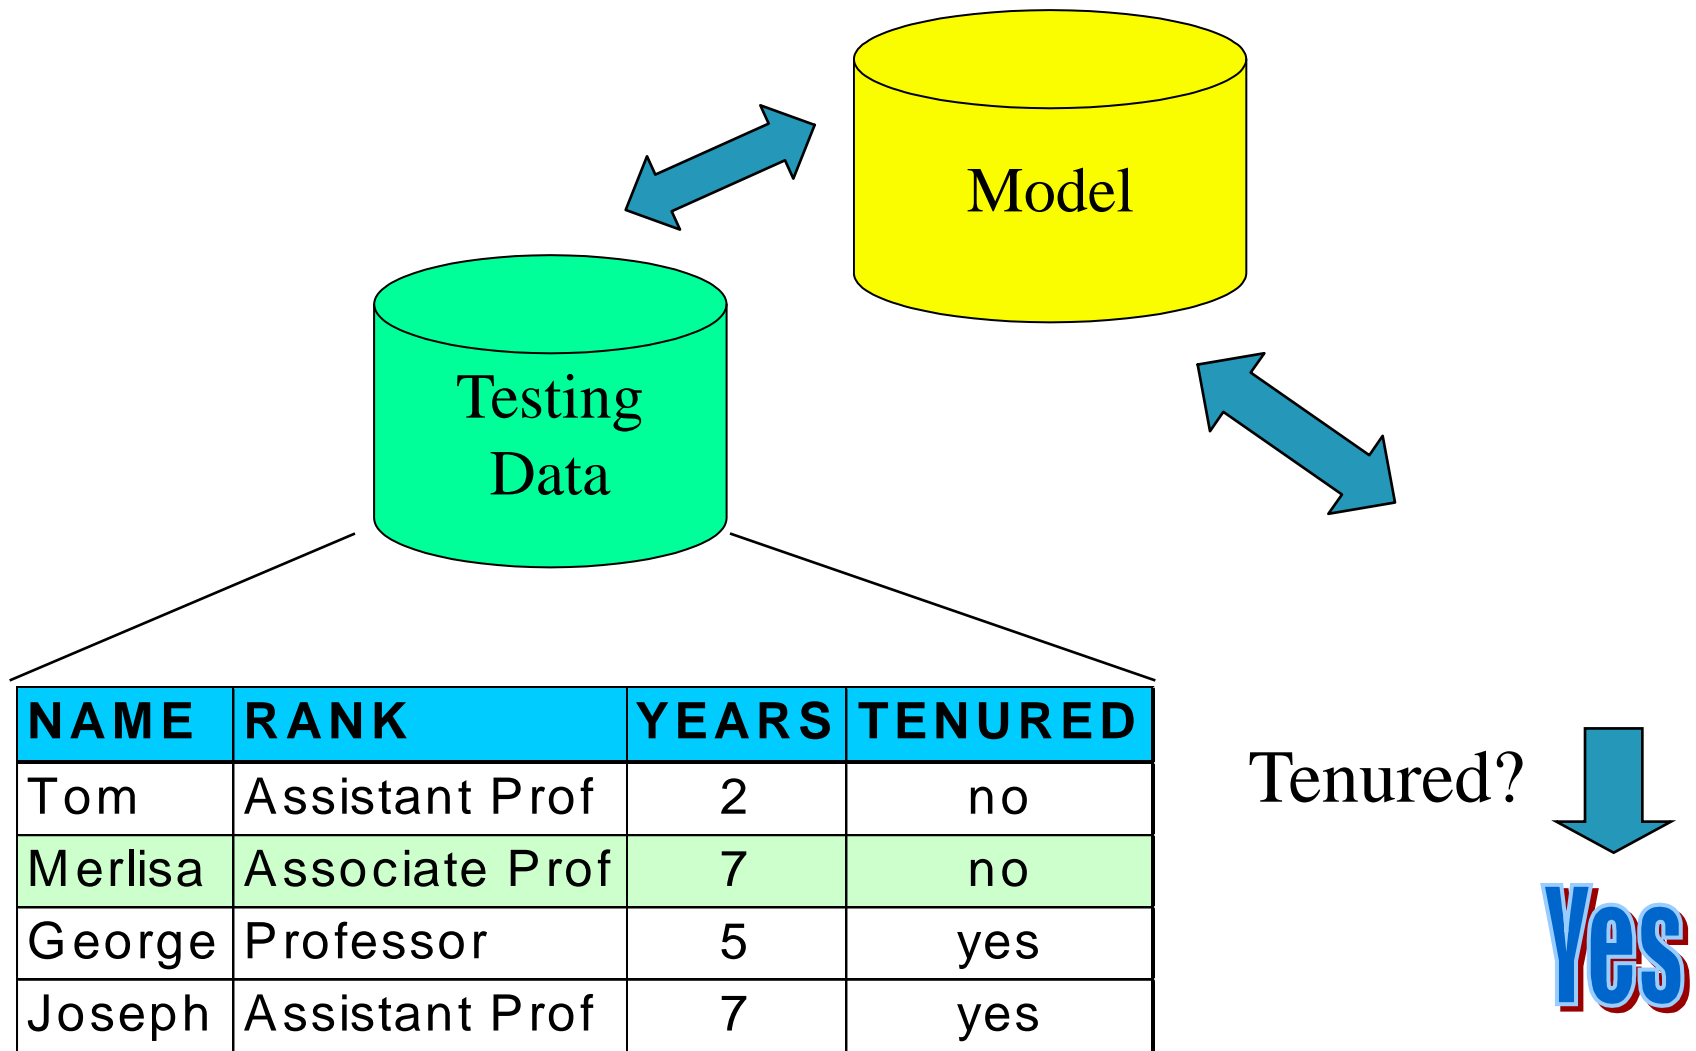 Model
Testing
Data
NAME RANK YEARS TENURED
Tom Assistant Prof 2 no
Merlisa Associate Prof 7 no
George Professor 5 yes
Joseph Assistant Prof 7 yes
Tenured?
Yes